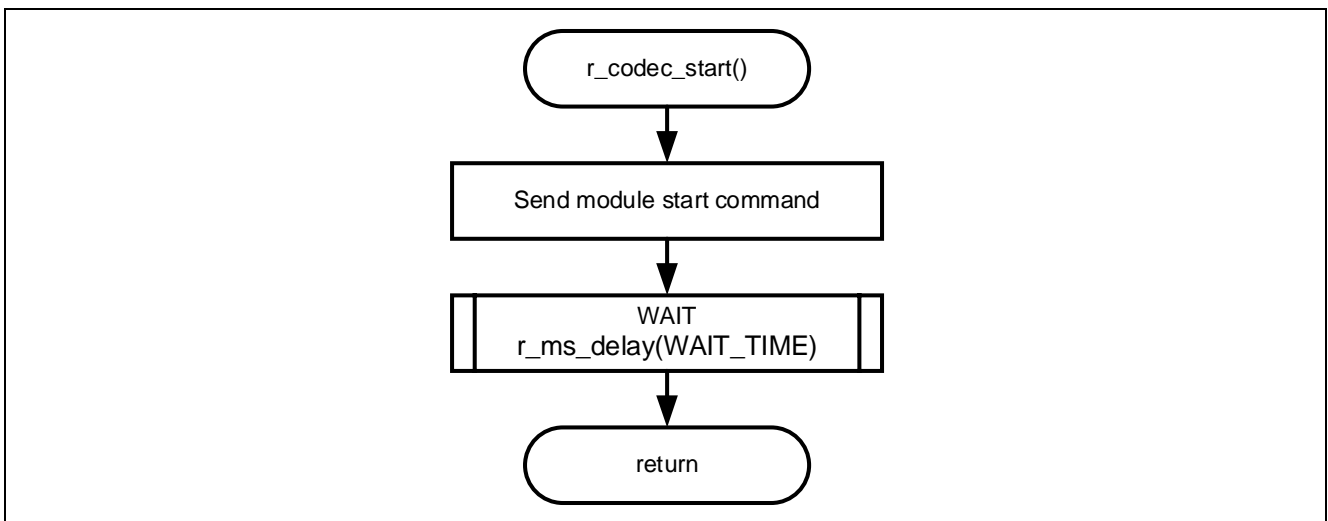 r_codec_start()
Send module start command
WAIT
r_ms_delay(WAIT_TIME)
return